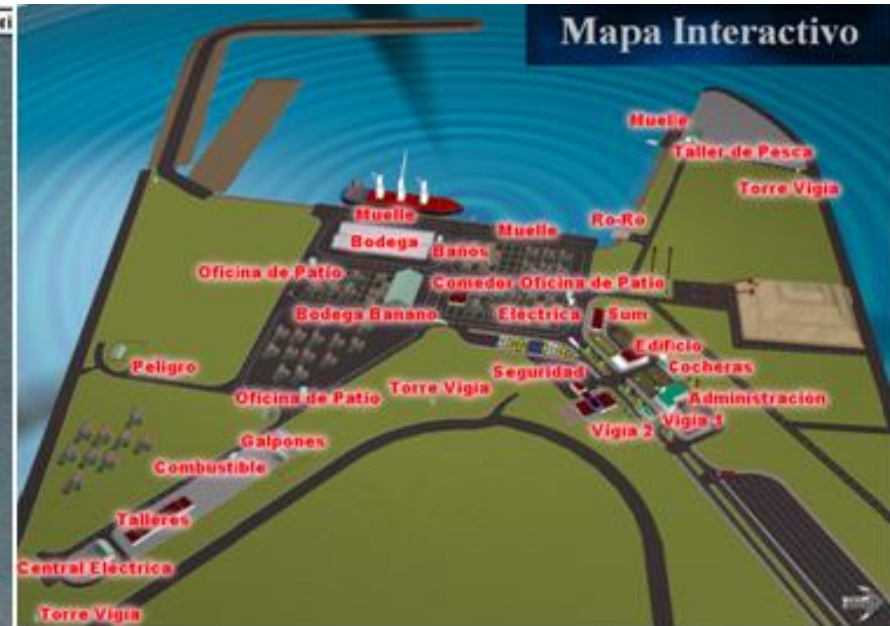 Mapa Interactivo
Muelle
Taller de Pesca
Torre Vigia
Ro-Ro
Muelle
Muelle
Bodega
Baños
Oficina de Patio
Comedor Oficina de Patio
Bodega Banano
Eléctrica
Sum
Edificio
Peligro
Seguridad
Cocheras
Torre Vigia
Administración
Oficina de Patio
Vigia 1
Vigia 2
Galpones
Combustible
Talleres
Central Eléctrica
Torre Vigia